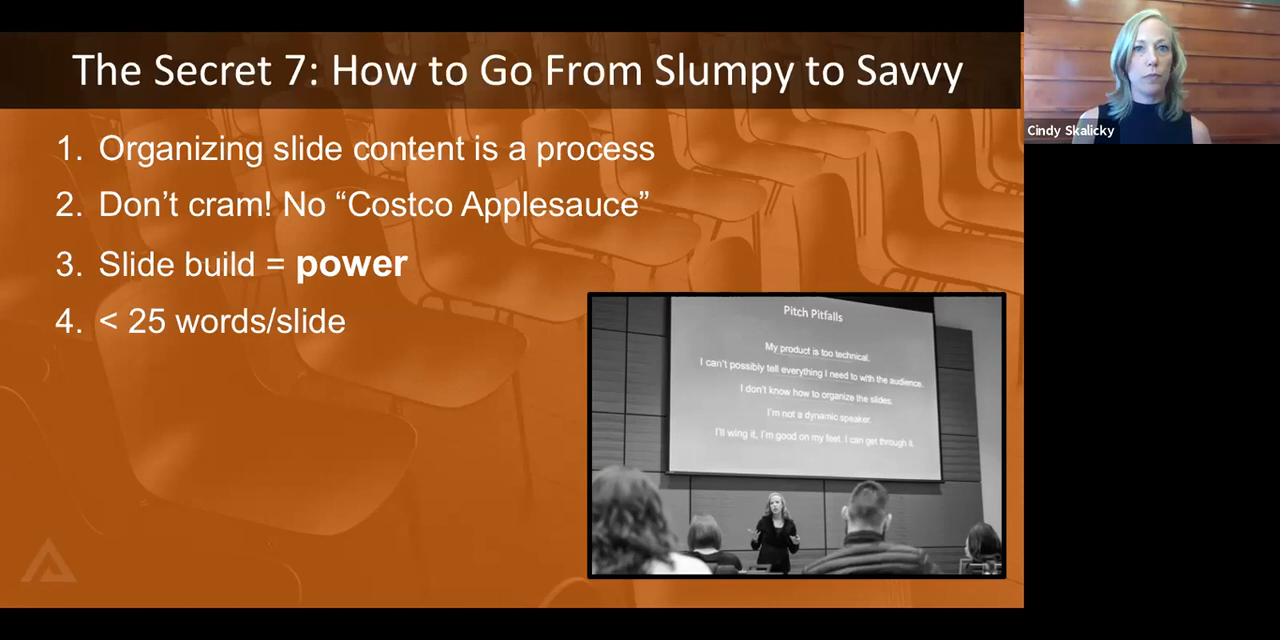 The Secret 7: How to Go From Slumpy to Savvy
Cindy Skalicky
1. Organizing slide content is a process
2. Don’t cram! No “Costco Applesauce”
3. Slide build = power
4. < 25 words/slide
Pitch Pitfalls
My product is too technical.
I can’t possibly tell everything I need to with the audience.
I don’t know how to organize the slides.
I’m not a dynamic speaker.
I’ll wing it, I’m good on my feet. I can get through it.